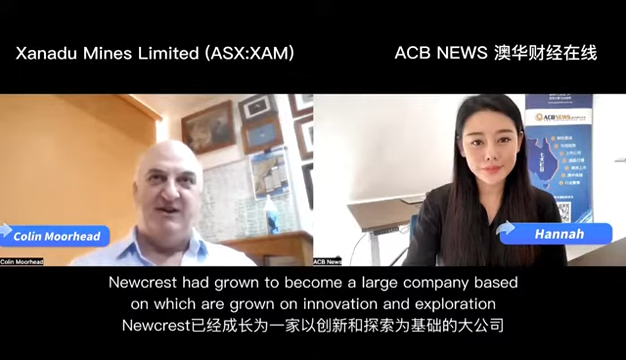 Xanadu Mines Limited (ASX:XAM)
ACB NEWS 澳华财经在线
ACBNEWS
Colin Moorhead
Hannah
Colin Moorhead
ACB News
Newcrest had grown to become a large company based
on which are grown on innovation and exploration
Newcrest已经成长为一家以创新和探索为基础的大公司